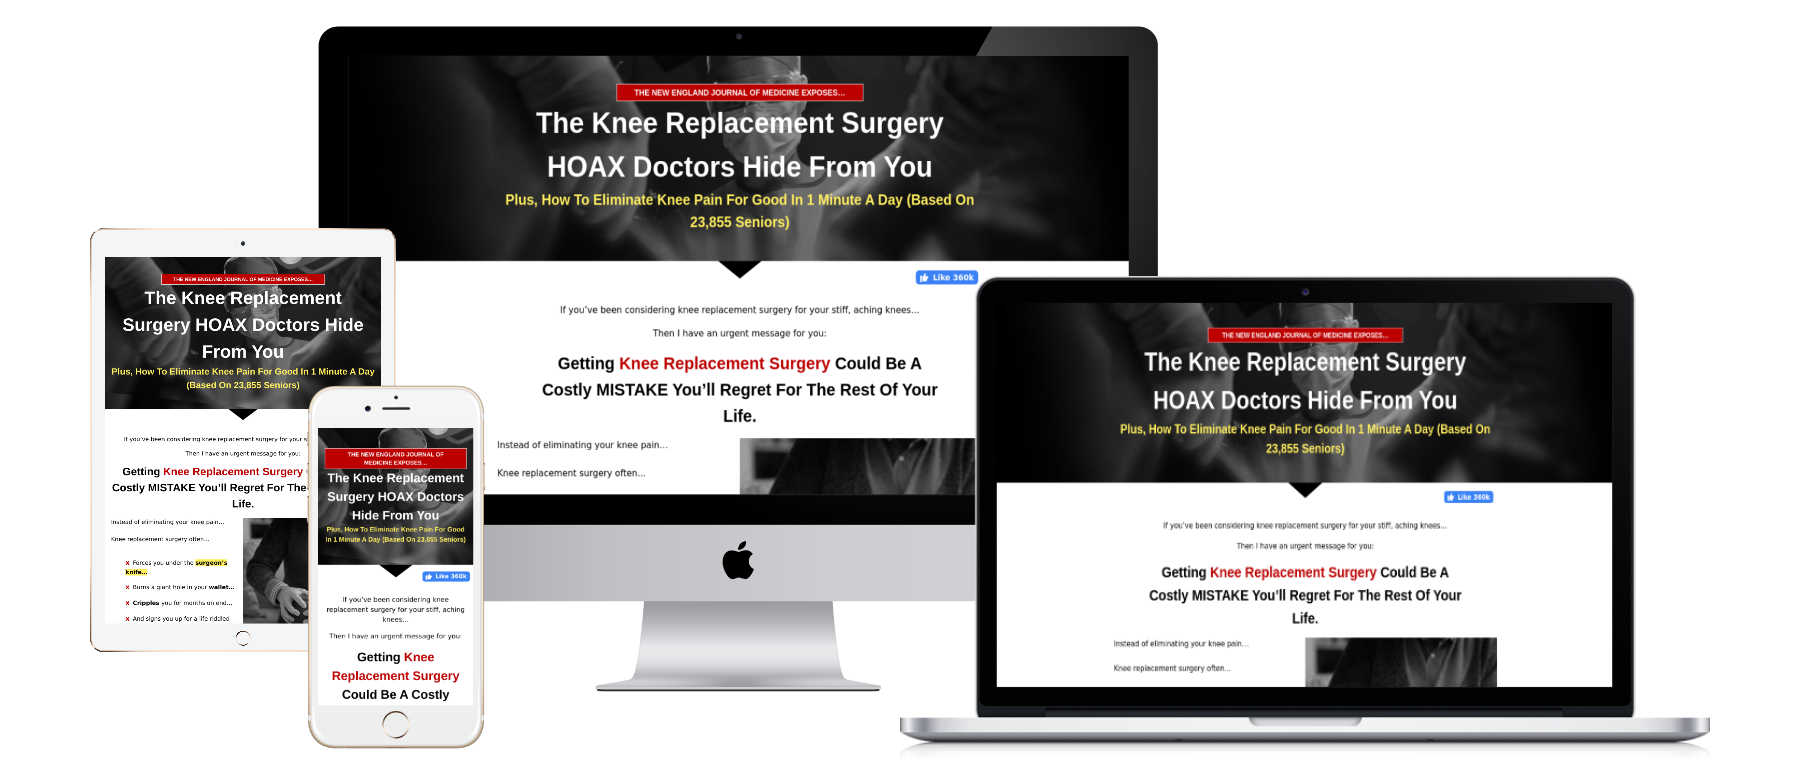 THE NEW ENGLAND JOURNAL OF MEDICINE EXPOSES...
The Knee Replacement Surgery
HOAX Doctors Hide From You
Plus, How To Eliminate Knee Pain For Good In 1 Minute A Day (Based On
23,855 Seniors)
Like 360k
If you’ve been considering knee replacement surgery for your stiff, aching knees…
Then I have an urgent message for you:
Getting Knee Replacement Surgery Could Be A
Costly MISTAKE You’ll Regret For The Rest Of Your
Life.
Instead of eliminating your knee pain…
Knee replacement surgery often…
THE NEW ENGLAND JOURNAL OF MEDICINE EXPOSES...
The Knee Replacement
Surgery HOAX Doctors Hide
From You
Plus, How To Eliminate Knee Pain For Good In 1 Minute A Day
(Based On 23,855 Seniors)
If you’ve been considering knee replacement surgery for your
Then I have an urgent message for you:
Getting Knee Replacement Surgery
Costly MISTAKE You’ll Regret For The
Life.
Instead of eliminating your knee pain…
Knee replacement surgery often…
x Forces you under the surgeon’s
knife…
x Burns a giant hole in your wallet…
x Cripples you for months on end…
x And signs you up for a life riddled
THE NEW ENGLAND JOURNAL OF
MEDICINE EXPOSES...
The Knee Replacement
Surgery HOAX Doctors
Hide From You
Plus, How To Eliminate Knee Pain For Good
In 1 Minute A Day (Based On 23,855 Seniors)
Like 360k
If you’ve been considering knee
replacement surgery for your stiff, aching
knees…
Then I have an urgent message for you:
Getting Knee
Replacement Surgery
Could Be A Costly
THE NEW ENGLAND JOURNAL OF MEDICINE EXPOSES...
The Knee Replacement Surgery
HOAX Doctors Hide From You
Plus, How To Eliminate Knee Pain For Good In 1 Minute A Day (Based On
23,855 Seniors)
Like 360k
If you’ve been considering knee replacement surgery for your stiff, aching knees…
Then I have an urgent message for you:
Getting Knee Replacement Surgery Could Be A
Costly MISTAKE You’ll Regret For The Rest Of Your
Life.
Instead of eliminating your knee pain…
Knee replacement surgery often…